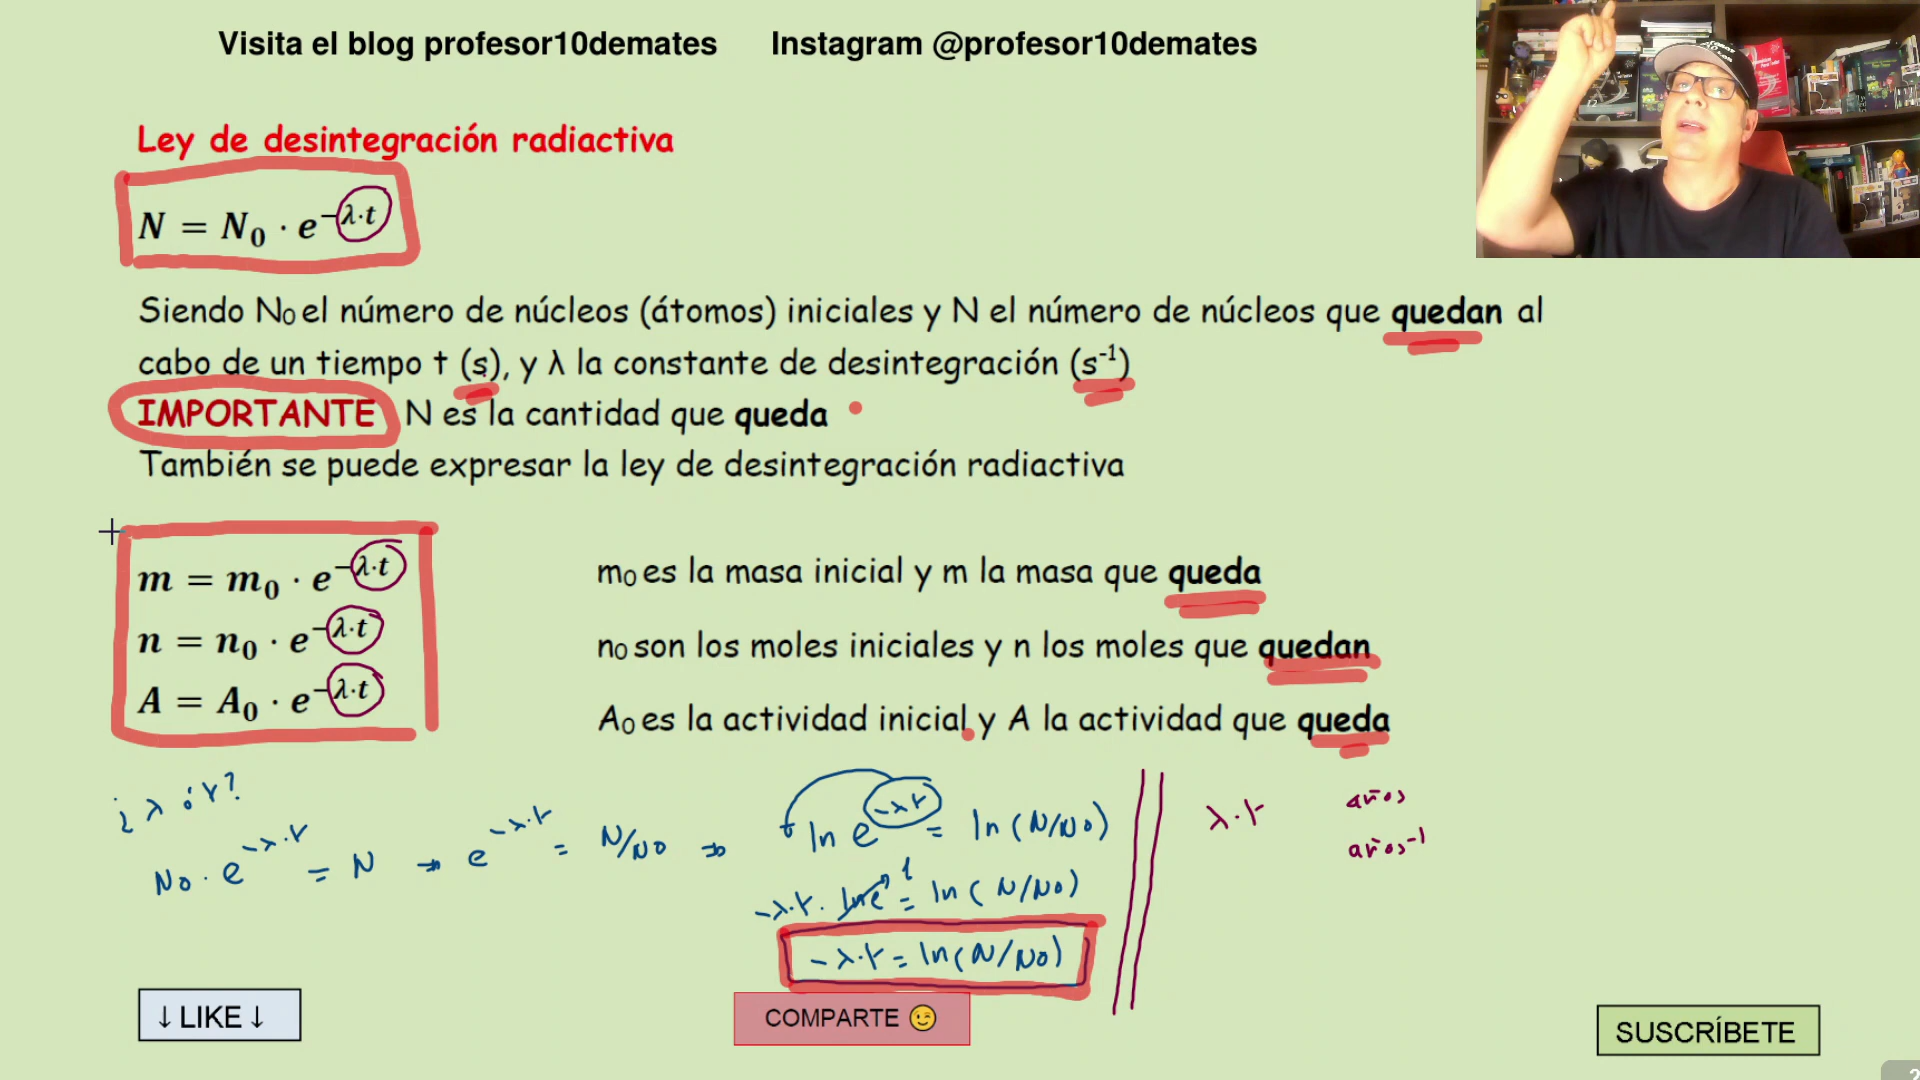 Visita el blog profesor10demates Instagram @profesor10demates
Ley de desintegración radiactiva
N = N₀ · e^(-λ·t)
Siendo N₀ el número de núcleos (átomos) iniciales y N el número de núcleos que quedan al
cabo de un tiempo t (s), y λ la constante de desintegración (s⁻¹)
IMPORTANTE N es la cantidad que queda
También se puede expresar la ley de desintegración radiactiva
m = m₀ · e^(-λ·t)
m₀ es la masa inicial y m la masa que queda
n = n₀ · e^(-λ·t)
n₀ son los moles iniciales y n los moles que quedan
A = A₀ · e^(-λ·t)
A₀ es la actividad inicial y A la actividad que queda
¿λ ó t?
N₀ · e^(-λ·t) = N → e^(-λ·t) = N/N₀ ⇒ ln e^(-λt) = ln (N/N₀)
-λ·t · ln e = ln (N/N₀)
1
-λ·t = ln (N/N₀)
λ·t
años
años⁻¹
↓ LIKE ↓
COMPARTE 😉
SUSCRÍBETE
2